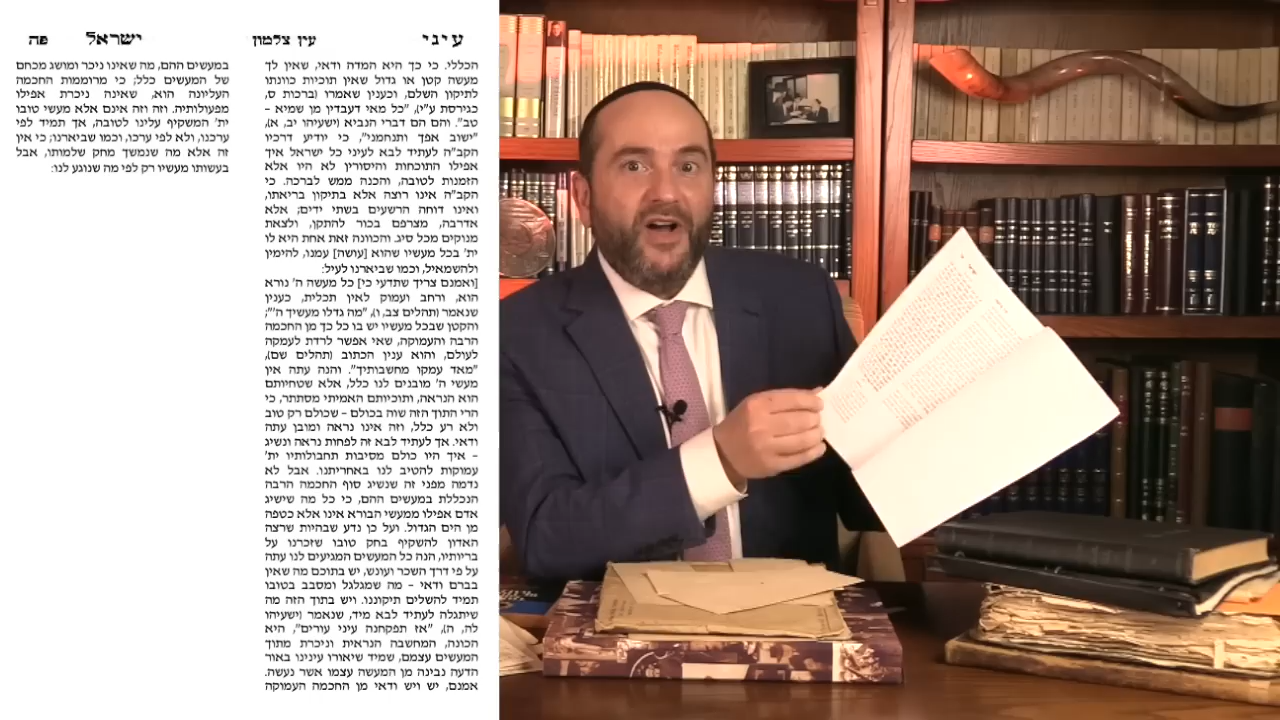 עיני
עין צלמון
ישראל
פה
הכללי. כי כך היא המדה ודאי, שאין לך
מעשה קטן או גדול שאין תוכיות כוונתו
לתיקון השלם, וכענין שאמרו (ברכות ס,
כגירסת ע"י), "כל מאי דעבדין מן שמיא –
טב". והם הם דברי הנביא (ישעיהו יב, א),
"ישוב אפך ותנחמני", כי יודיע דרכיו
הקב"ה לעתיד לבא לעיני כל ישראל איך
אפילו התוכחות והיסורין לא היו אלא
הזמנות לטובה, והכנה ממש לברכה. כי
הקב"ה אינו רוצה אלא בתיקון בריאתו,
ואינו דוחה הרשעים בשתי ידים; אלא
אדרבה, מצרפם בכור להתקן, ולצאת
מנוקים מכל סיג. והכוונה זאת אחת היא לו
ית' בכל מעשיו שהוא [עושה] עמנו, להימין
ולהשמאיל, וכמו שביארנו לעיל:
[ואמנם צריך שתדעי כי] כל מעשה ה' נורא
הוא, ורחב ועמוק לאין תכלית, כענין
שנאמר (תהלים צב, ו), "מה גדלו מעשיך ה'";
והקטן שבכל מעשיו יש בו כל כך מן החכמה
הרבה והעמוקה, שאי אפשר לרדת לעמקה
לעולם, והוא ענין הכתוב (תהלים שם),
"מאד עמקו מחשבותיך". והנה עתה אין
מעשי ה' מובנים לנו כלל, אלא שטחיותם
הוא הנראה, ותוכיותם האמיתי מסתתר, כי
הרי התוך הזה שוה בכולם – שכולם רק טוב
ולא רע כלל, וזה אינו נראה ומובן עתה
ודאי. אך לעתיד לבא זה לפחות נראה ונשיג
– איך היו כולם מסיבות תחבולותיו ית'
עמוקות להטיב לנו באחריתנו. אבל לא
נדמה מפני זה שנשיג סוף החכמה הרבה
הנכללת במעשים ההם, כי כל מה שישיג
אדם אפילו ממעשי הבורא אינו אלא כטפה
מן הים הגדול. ועל כן נדע שבהיות שרצה
האדון להשקיף בחק טובו שזכרנו על
בריותיו, הנה כל המעשים המגיעים לנו עתה
על פי דרך השכר ועונש, יש בתוכם מה שאין
בברם ודאי – מה שמגלגל ומסבב בטובו
תמיד להשלים תיקוננו. ויש בתוך הזה מה
שיתגלה לעתיד לבא מיד, שנאמר (ישעיהו
לה, ה), "אז תפקחנה עיני עורים", היא
הכונה, המחשבה הנראית וניכרת מתוך
המעשים עצמם, שמיד שיאורו עינינו באור
הדעה נבינה מן המעשה עצמו אשר נעשה.
אמנם, יש ויש ודאי מן החכמה העמוקה
במעשים ההם, מה שאינו ניכר ומושג מכחם
של המעשים כלל; כי מרוממות החכמה
העליונה הוא, שאינה ניכרת אפילו
מפעולותיה. וזה וזה אינם אלא מעשי טובו
ית' המשקיף עלינו לטובה, אך תמיד לפי
ערכנו, ולא לפי ערכו, וכמו שביארנו; כי אין
זה אלא מה שנמשך מחק שלמותו, אבל
בעשותו מעשיו רק לפי מה שנוגע לנו: